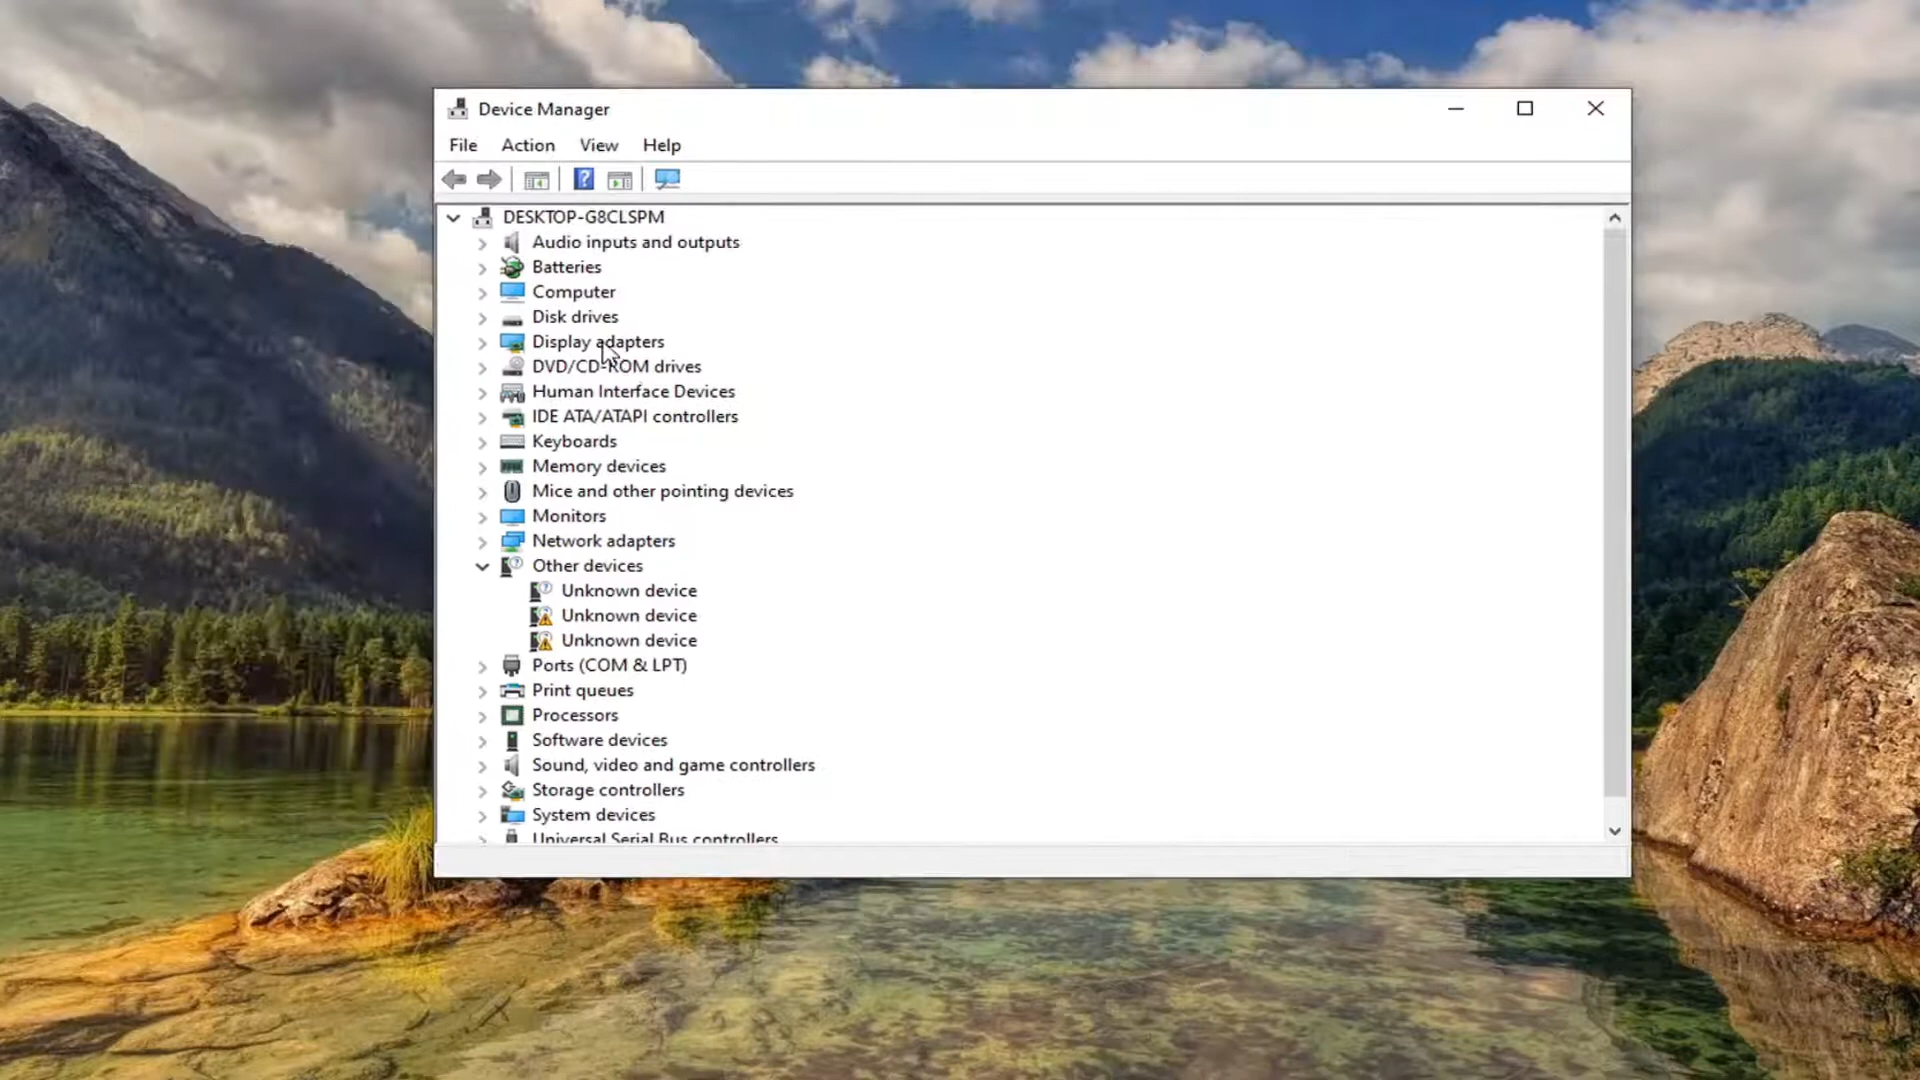 Device Manager
File Action View Help
DESKTOP-G8CLSPM
Audio inputs and outputs
Batteries
Computer
Disk drives
Display adapters
DVD/CD-ROM drives
Human Interface Devices
IDE ATA/ATAPI controllers
Keyboards
Memory devices
Mice and other pointing devices
Monitors
Network adapters
Other devices
Unknown device
Unknown device
Unknown device
Ports (COM & LPT)
Print queues
Processors
Software devices
Sound, video and game controllers
Storage controllers
System devices
Universal Serial Bus controllers